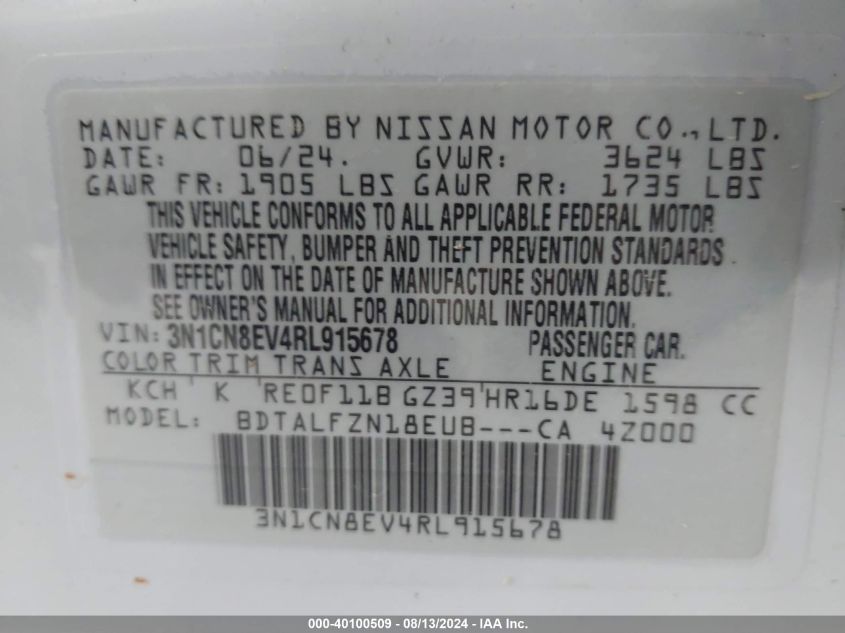 MANUFACTURED BY NISSAN MOTOR CO., LTD.
DATE: 06/24. GVWR: 3624 LBS
GAWR FR: 1905 LBS GAWR RR: 1735 LBS
THIS VEHICLE CONFORMS TO ALL APPLICABLE FEDERAL MOTOR
VEHICLE SAFETY, BUMPER AND THEFT PREVENTION STANDARDS
IN EFFECT ON THE DATE OF MANUFACTURE SHOWN ABOVE.
SEE OWNER'S MANUAL FOR ADDITIONAL INFORMATION.
VIN: 3N1CN8EV4RL915678 PASSENGER CAR.
COLOR TRIM TRANS AXLE ENGINE
KCH K RE0F11B GZ39 HR16DE 1598 CC
MODEL: BDTALFZN18EUB---CA 4Z000
3N1CN8EV4RL915678
000-40100509 - 08/13/2024 - IAA Inc.